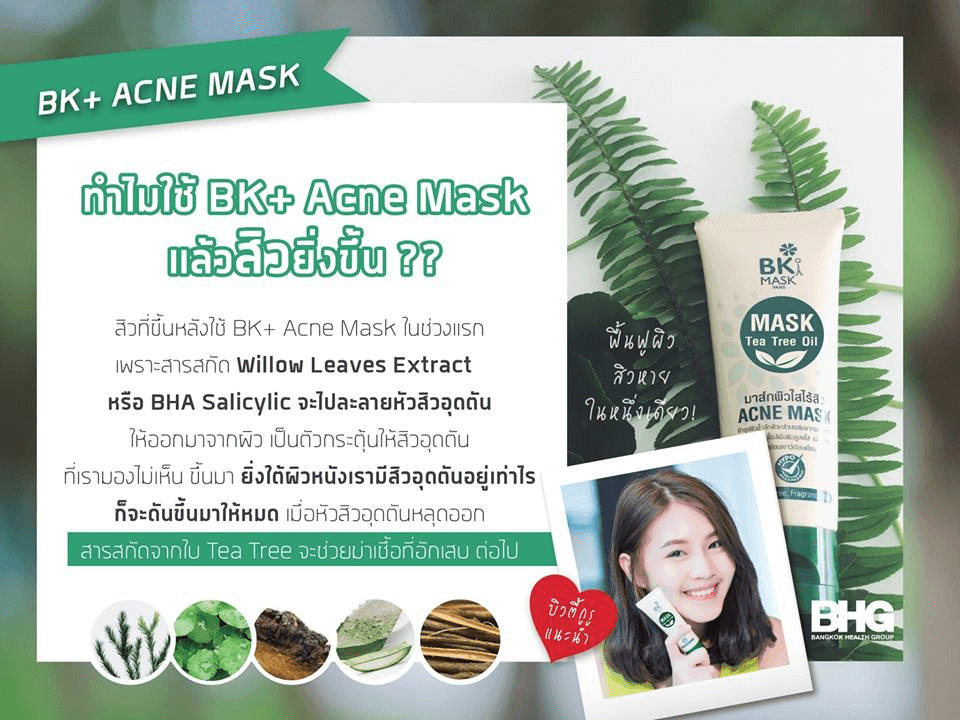 BK+ ACNE MASK
ทำไมใช้ BK+ Acne Mask
แล้วสิวยิ่งขึ้น ??
สิวที่ขึ้นหลังใช้ BK+ Acne Mask ในช่วงแรก
เพราะสารสกัด Willow Leaves Extract
หรือ BHA Salicylic จะไปละลายหัวสิวอุดตัน
ให้ออกมาจากผิว เป็นตัวกระตุ้นให้สิวอุดตัน
ที่เรามองไม่เห็น ขึ้นมา ยิ่งใต้ผิวหนังเรามีสิวอุดตันอยู่เท่าไร
ก็จะดันขึ้นมาให้หมด เมื่อหัวสิวอุดตันหลุดออก
สารสกัดจากใบ Tea Tree จะช่วยฆ่าเชื้อที่อักเสบ ต่อไป
ฟื้นฟูผิว
สิวหาย
ในหนึ่งเดียว!
BK
MASK
PARIS
MASK
Tea Tree Oil
มาส์กผิวใสไร้สิว
ACNE MASK
HYPO
บิวตี้กูรู
แนะนำ
BK
MASK
BHG
BANGKOK HEALTH GROUP